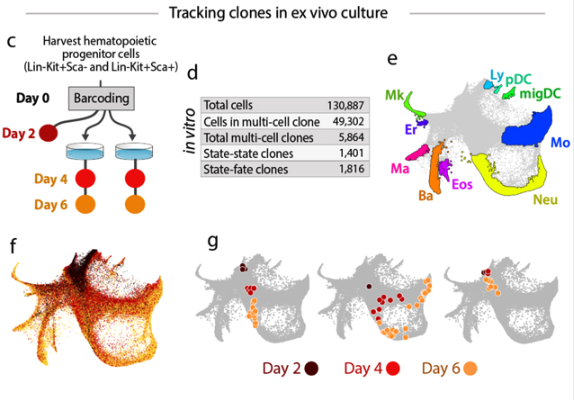 Tracking clones in ex vivo culture
c
Harvest hematopoietic
progenitor cells
(Lin-Kit+Sca- and Lin-Kit+Sca+)
Day 0
Barcoding
Day 2
Day 4
Day 6
d
in vitro
Total cells 130,887
Cells in multi-cell clone 49,302
Total multi-cell clones 5,864
State-state clones 1,401
State-fate clones 1,816
e
Ly
pDC
migDC
Mk
Er
Mo
Ma
Ba
Eos
Neu
f
g
Day 2 Day 4 Day 6